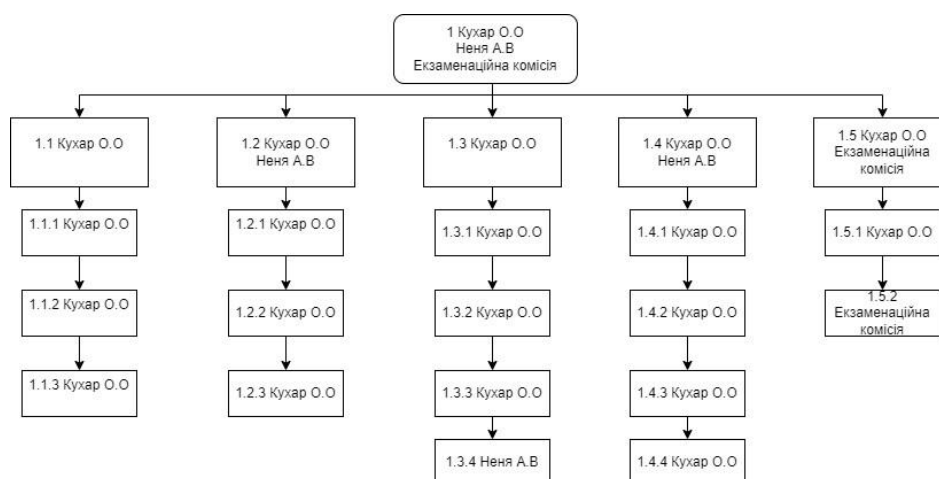 1 Кухар О.О
Неня А.В
Екзаменаційна комісія
1.1 Кухар О.О
1.2 Кухар О.О
Неня А.В
1.3 Кухар О.О
1.4 Кухар О.О
Неня А.В
1.5 Кухар О.О
Екзаменаційна
комісія
1.1.1 Кухар О.О
1.2.1 Кухар О.О
1.3.1 Кухар О.О
1.4.1 Кухар О.О
1.5.1 Кухар О.О
1.1.2 Кухар О.О
1.2.2 Кухар О.О
1.3.2 Кухар О.О
1.4.2 Кухар О.О
1.5.2
Екзаменаційна
комісія
1.1.3 Кухар О.О
1.2.3 Кухар О.О
1.3.3 Кухар О.О
1.4.3 Кухар О.О
1.3.4 Неня А.В
1.4.4 Кухар О.О